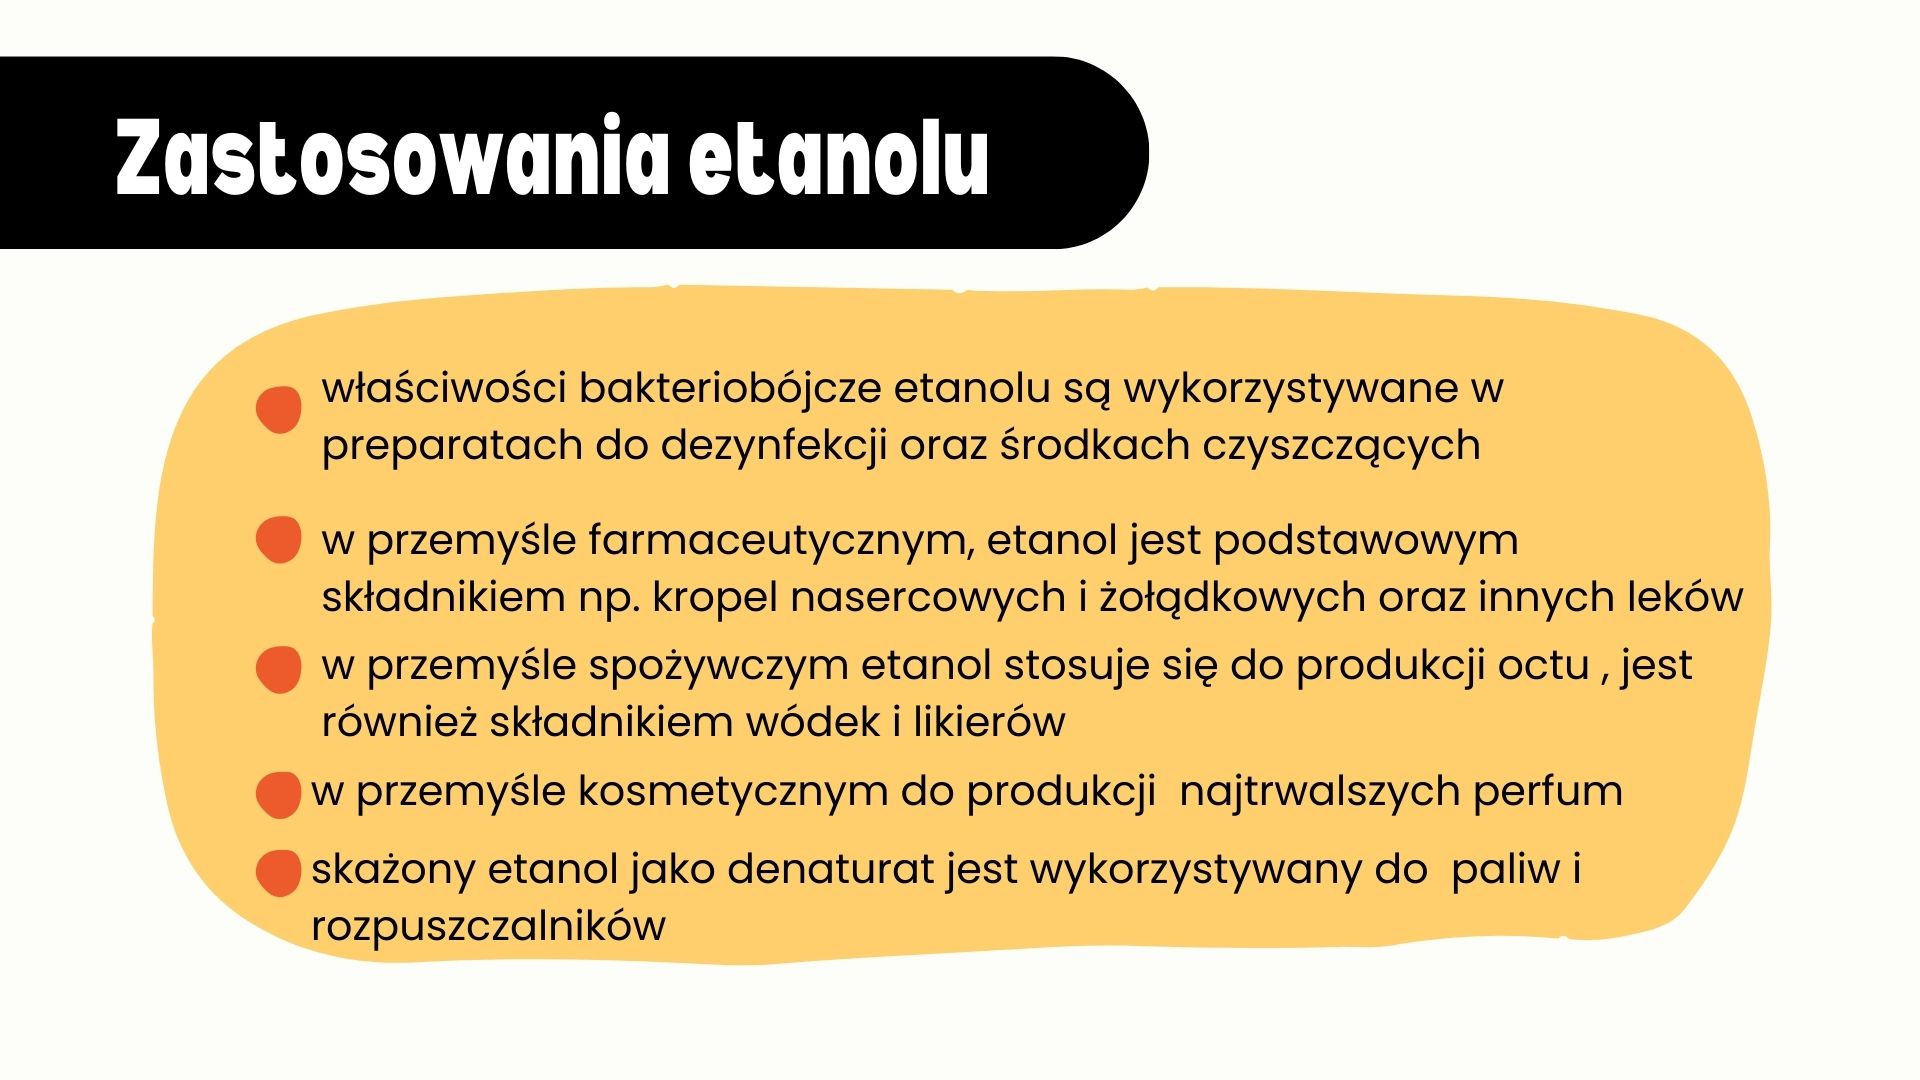 Zastosowania etanolu
właściwości bakteriobójcze etanolu są wykorzystywane w
preparatach do dezynfekcji oraz środkach czyszczących
w przemyśle farmaceutycznym, etanol jest podstawowym
składnikiem np. kropel nasercowych i żołądkowych oraz innych leków
w przemyśle spożywczym etanol stosuje się do produkcji octu , jest
również składnikiem wódek i likierów
w przemyśle kosmetycznym do produkcji  najtrwalszych perfum
skażony etanol jako denaturat jest wykorzystywany do  paliw i
rozpuszczalników